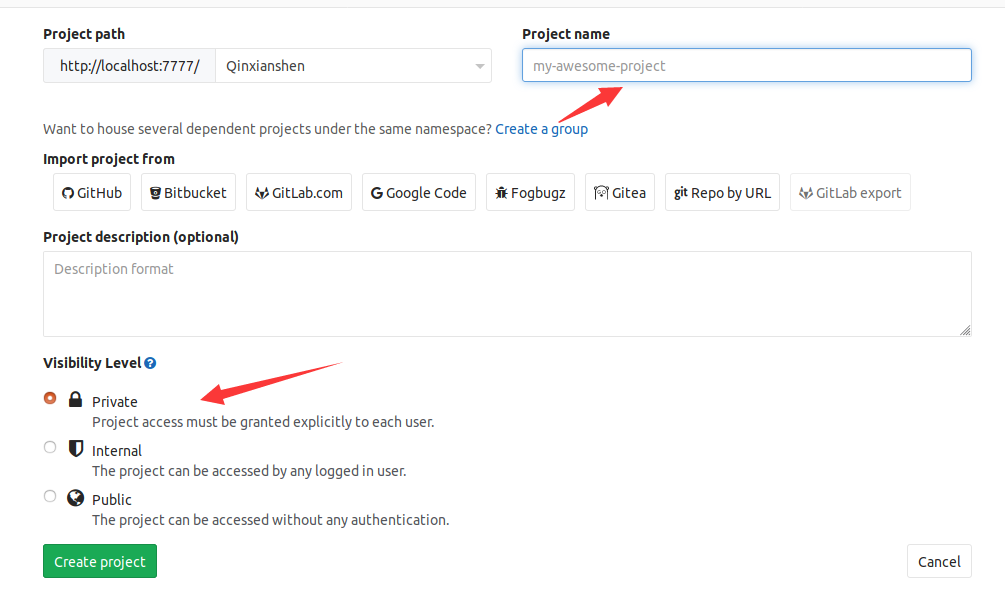 Project path
Project name
http://localhost:7777/ Qinxianshen
my-awesome-project
Want to house several dependent projects under the same namespace? Create a group
Import project from
GitHub Bitbucket GitLab.com Google Code Fogbugz Gitea git Repo by URL GitLab export
Project description (optional)
Description format
Visibility Level ?
Private
Project access must be granted explicitly to each user.
Internal
The project can be accessed by any logged in user.
Public
The project can be accessed without any authentication.
Create project
Cancel